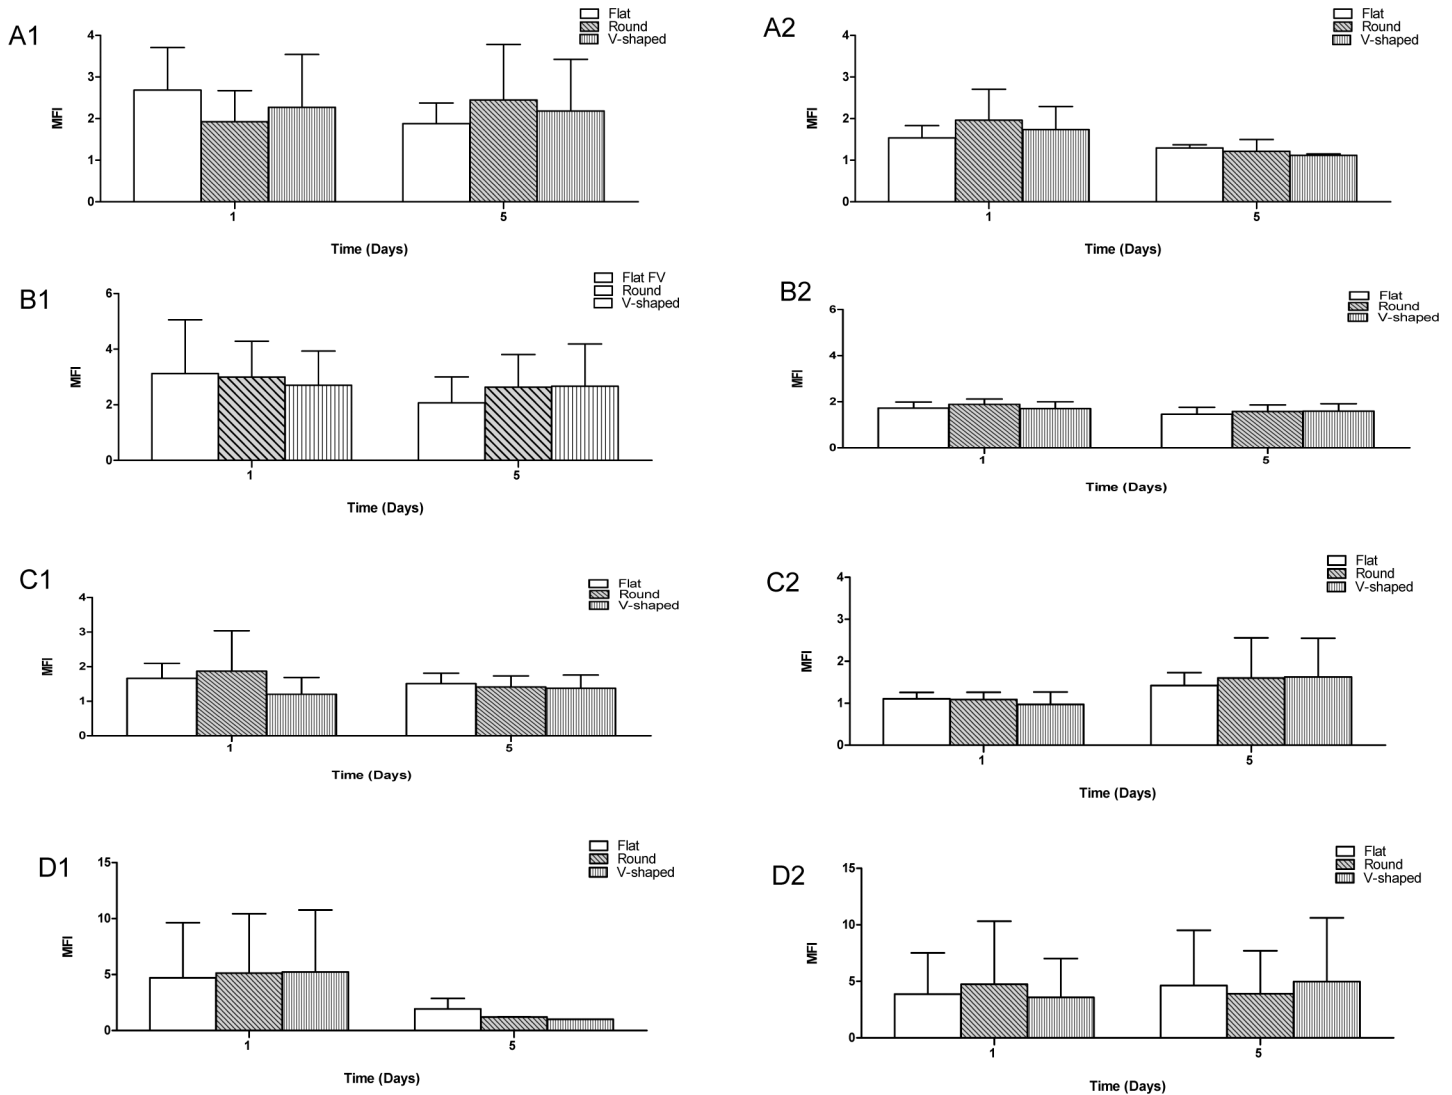 A1
Flat
Round
V-shaped
4
3
2
1
0
MFI
1
5
Time (Days)
A2
Flat
Round
V-shaped
4
3
2
1
0
MFI
1
5
Time (Days)
B1
Flat FV
Round
V-shaped
6
4
2
0
MFI
1
5
Time (Days)
B2
Flat
Round
V-shaped
6
4
2
0
MFI
1
5
Time (Days)
C1
Flat
Round
V-shaped
4
3
2
1
0
MFI
1
5
Time (Days)
C2
Flat
Round
V-shaped
4
3
2
1
0
MFI
1
5
Time (Days)
D1
Flat
Round
V-shaped
15
10
5
0
MFI
1
5
Time (Days)
D2
Flat
Round
V-shaped
15
10
5
0
MFI
1
5
Time (Days)